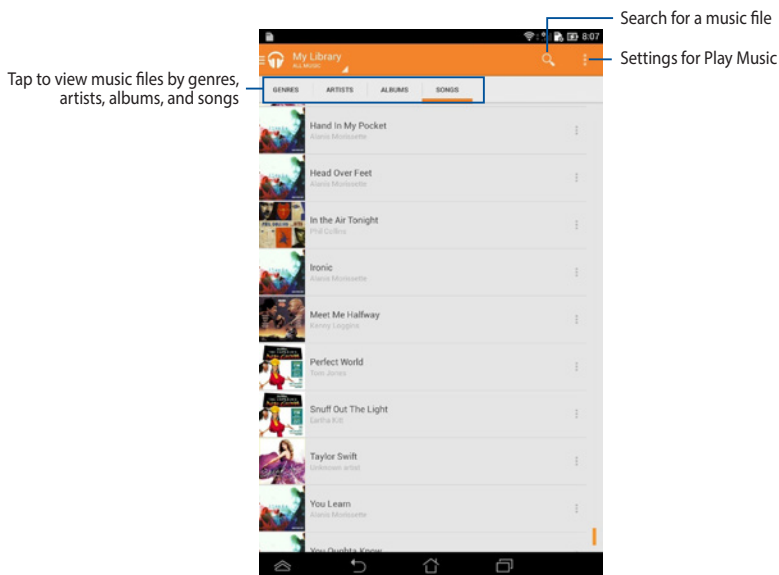 Search for a music file
8:07
My Library
ALL MUSIC
Settings for Play Music
Tap to view music files by genres,
artists, albums, and songs
GENRES ARTISTS ALBUMS SONGS
Hand In My Pocket
Alanis Morissette
Head Over Feet
Alanis Morissette
In the Air Tonight
Phil Collins
Ironic
Alanis Morissette
Meet Me Halfway
Kenny Loggins
Perfect World
Tom Jones
Snuff Out The Light
Eartha Kitt
Taylor Swift
Unknown artist
You Learn
Alanis Morissette
You Oughta Know